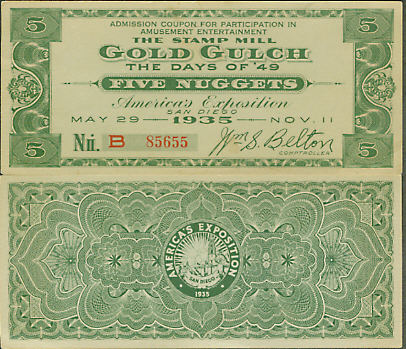 5 5
ADMISSION COUPON FOR PARTICIPATION IN
AMUSEMENT ENTERTAINMENT
THE STAMP MILL
GOLD GULCH
THE DAYS OF '49
FIVE NUGGETS
America's Exposition
SAN DIEGO
MAY 29 — 1935 — NOV. 11
No. B 85655 Wm S. Belton
COMPTROLLER
5 5
AMERICA'S EXPOSITION
SAN DIEGO
1935